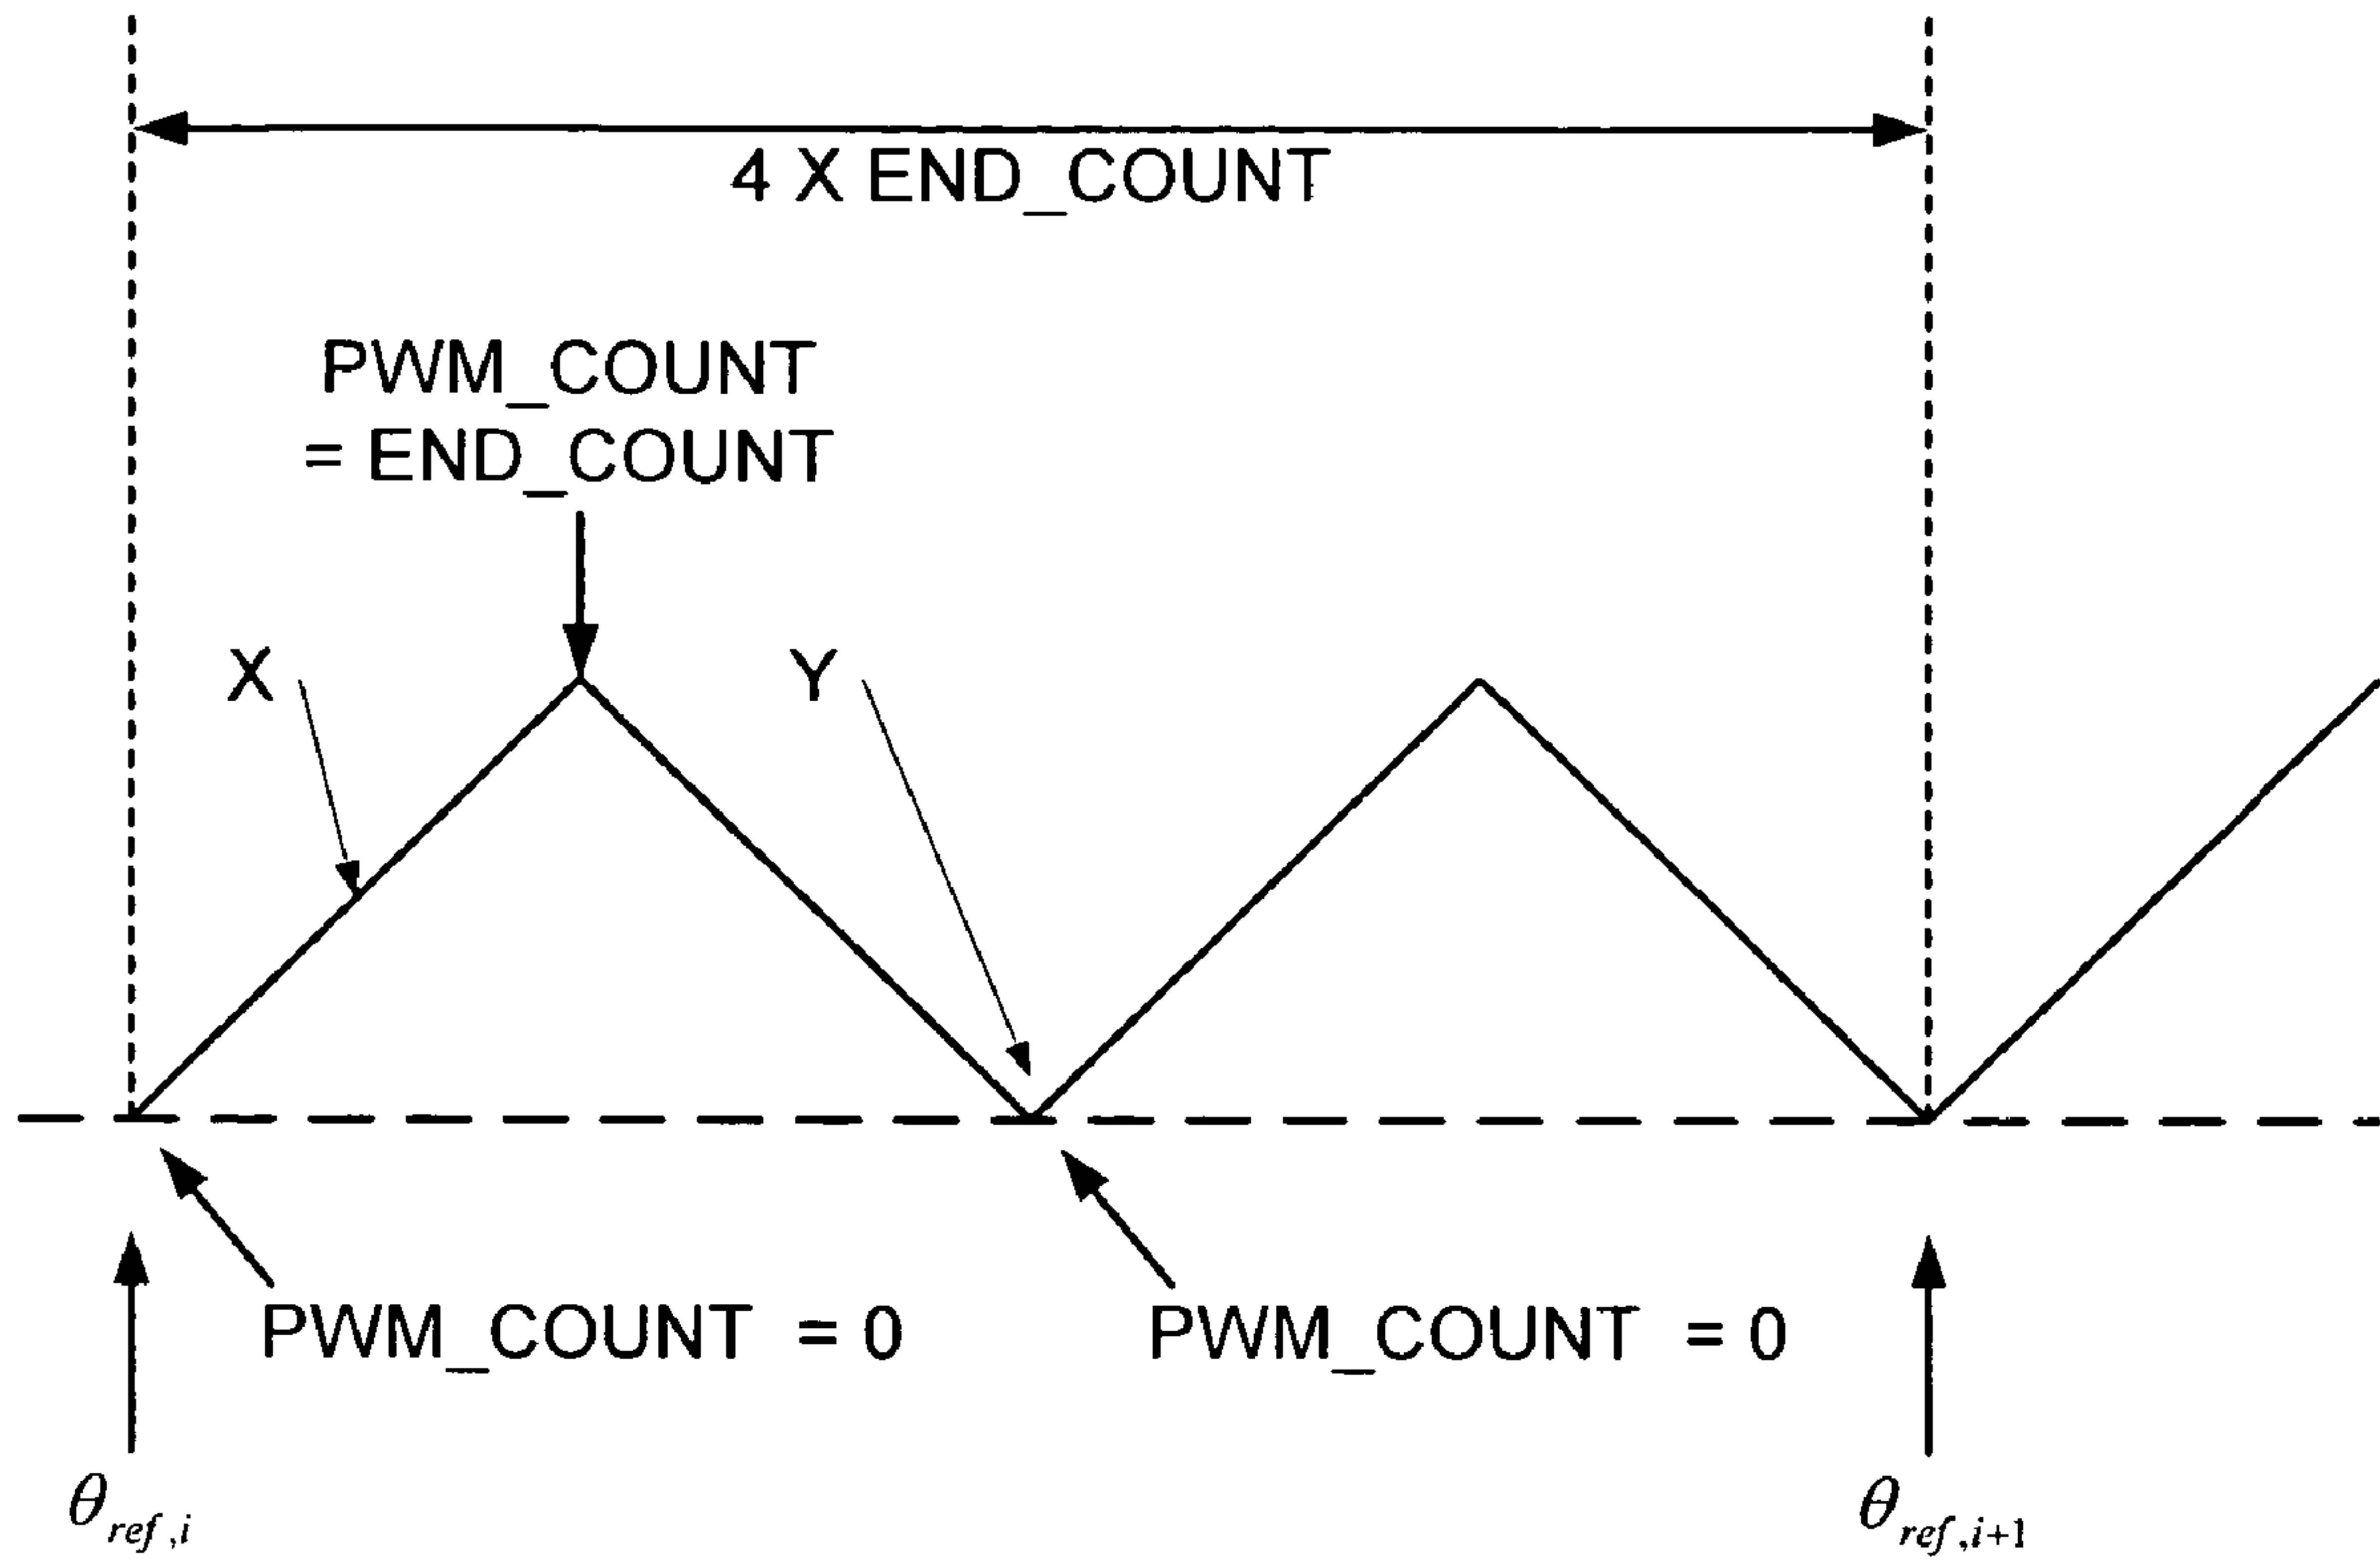 4 X END_COUNT
PWM_COUNT
= END_COUNT
X
Y
PWM_COUNT = 0
PWM_COUNT = 0
θref,i
θref,i+1